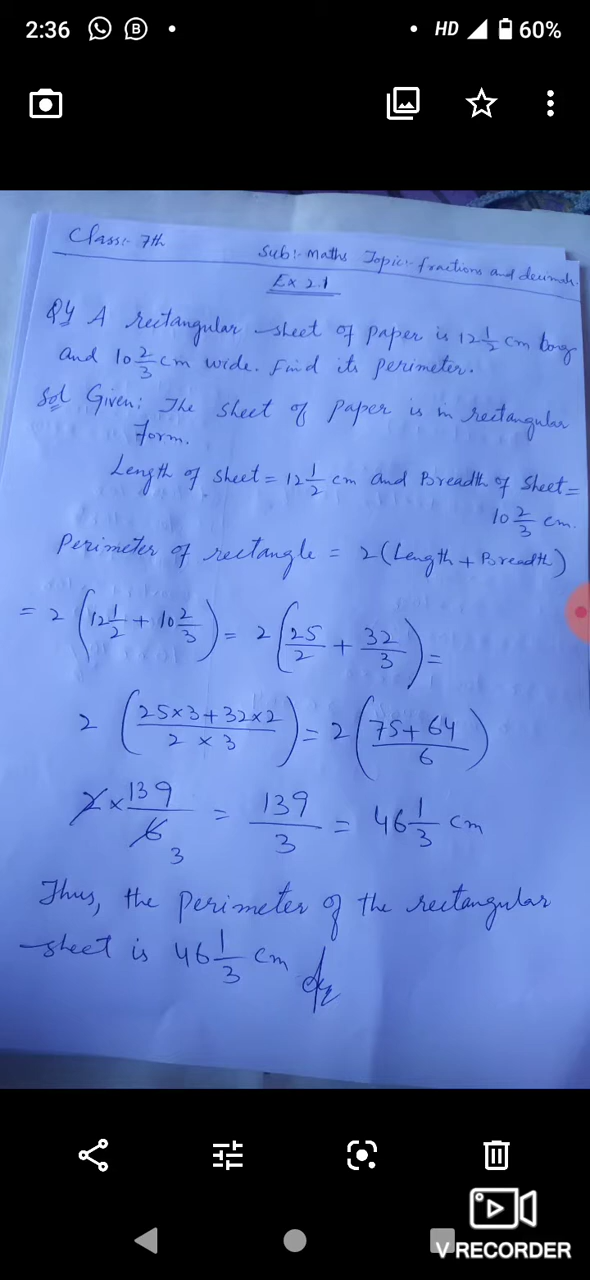 2:36
HD
60%
Class:- 7th Sub:- maths Topic:- fractions and decimals.
Ex 2.1
Q4 A rectangular sheet of paper is 12 1/2 cm long
and 10 2/3 cm wide. Find its perimeter.
Sol Given: The sheet of paper is in rectangular
Form.
Length of sheet = 12 1/2 cm and Breadth of Sheet =
10 2/3 cm.
Perimeter of rectangle = 2 (Length + Breadth)
= 2 (12 1/2 + 10 2/3) = 2 (25/2 + 32/3) =
2 (25×3+32×2 / 2×3) = 2 (75+64 / 6)
2 × 139/6 3 = 139/3 = 46 1/3 cm
Thus, the perimeter of the rectangular
sheet is 46 1/3 cm
V RECORDER